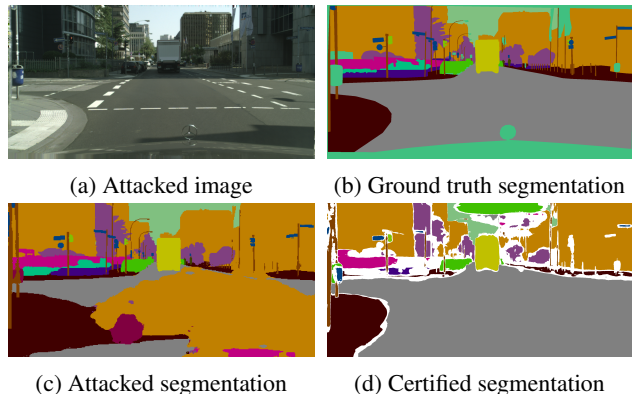 (a) Attacked image
(b) Ground truth segmentation
(c) Attacked segmentation
(d) Certified segmentation